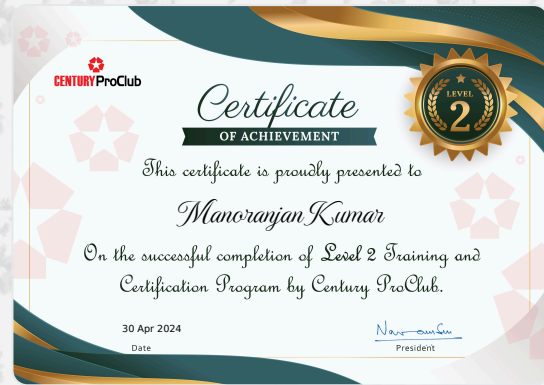 CENTURY ProClub
Certificate
OF ACHIEVEMENT
LEVEL
2
This certificate is proudly presented to
Manoranjan Kumar
On the successful completion of Level 2 Training and
Certification Program by Century ProClub.
30 Apr 2024
Date
President